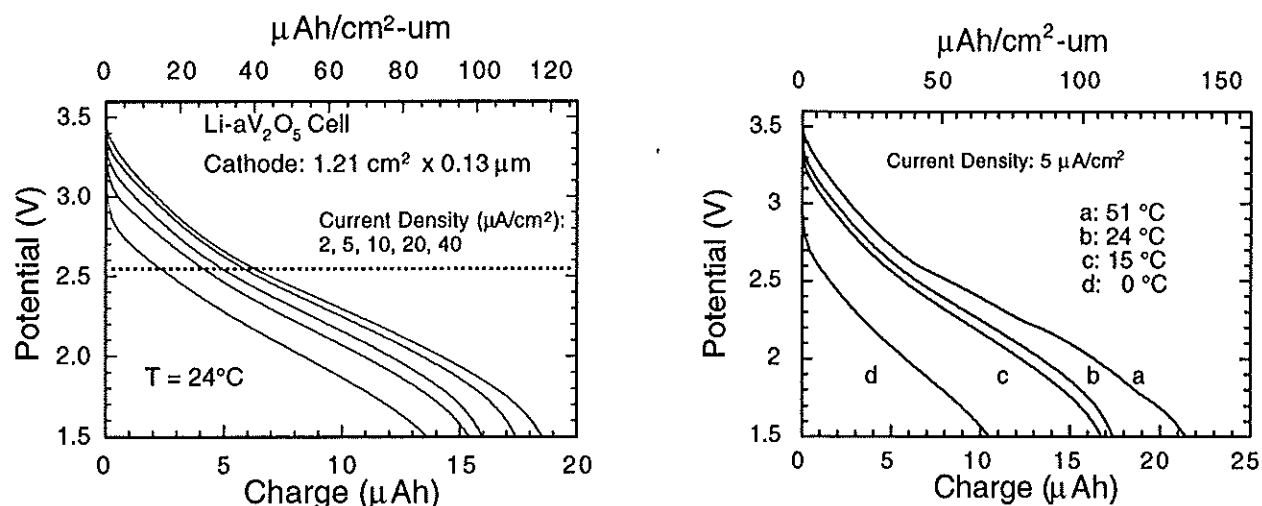 μAh/cm²-um
0 20 40 60 80 100 120
3.5
3.0
2.5
2.0
1.5
Potential (V)
Li-aV₂O₅ Cell
Cathode: 1.21 cm² x 0.13 μm
Current Density (μA/cm²):
2, 5, 10, 20, 40
T = 24°C
0 5 10 15 20
Charge (μAh)
μAh/cm²-um
0 50 100 150
3.5
3
2.5
2
1.5
Potential (V)
Current Density: 5 μA/cm²
a: 51 °C
b: 24 °C
c: 15 °C
d: 0 °C
d c b a
0 5 10 15 20 25
Charge (μAh)